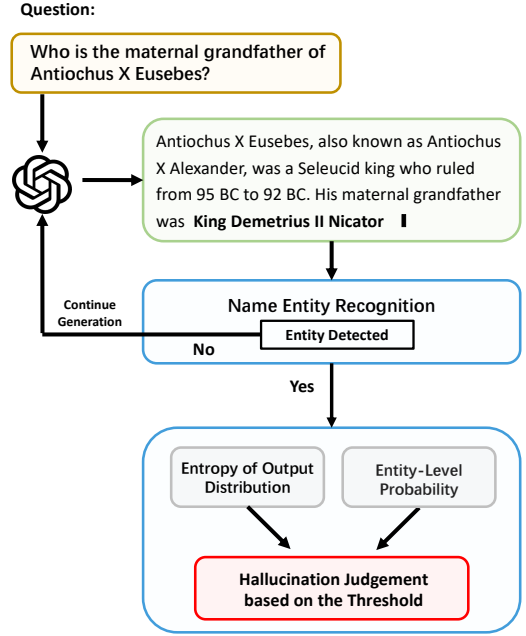 Question:
Who is the maternal grandfather of
Antiochus X Eusebes?
Antiochus X Eusebes, also known as Antiochus
X Alexander, was a Seleucid king who ruled
from 95 BC to 92 BC. His maternal grandfather
was King Demetrius II Nicator
Continue
Generation
Name Entity Recognition
Entity Detected
No
Yes
Entropy of Output
Distribution
Entity-Level
Probability
Hallucination Judgement
based on the Threshold